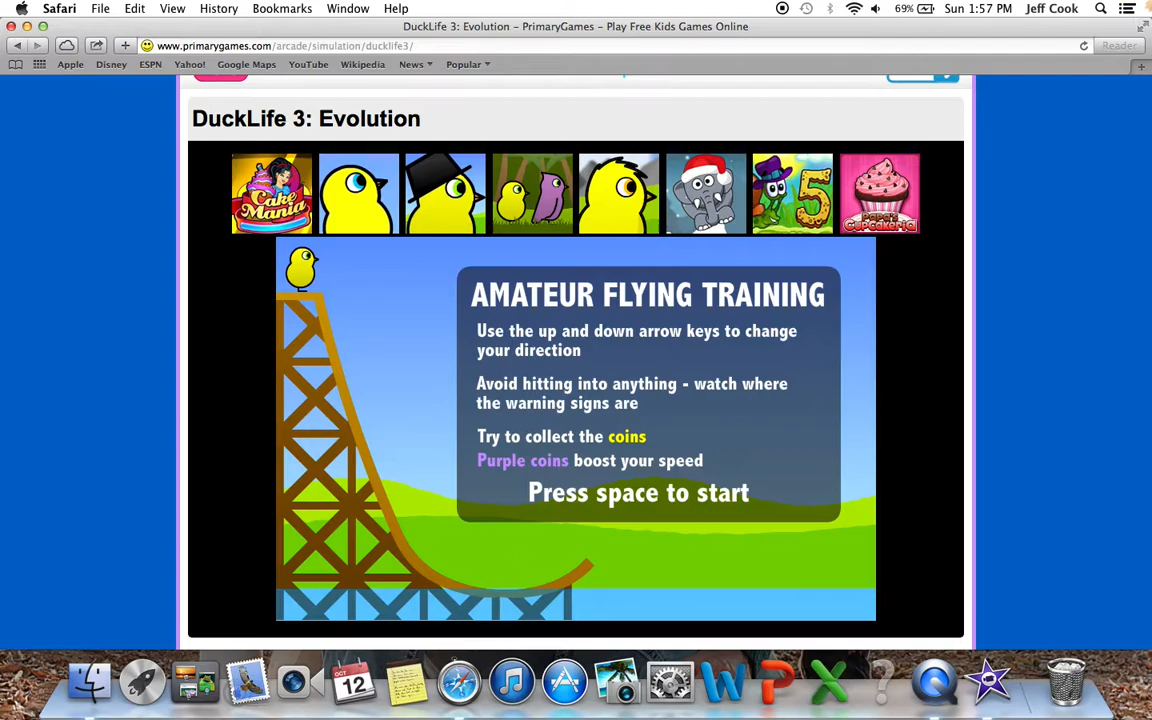 Safari File Edit View History Bookmarks Window Help 69% Sun 1:57 PM Jeff Cook
DuckLife 3: Evolution – PrimaryGames – Play Free Kids Games Online
www.primarygames.com/arcade/simulation/ducklife3/ Reader
Apple Disney ESPN Yahoo! Google Maps YouTube Wikipedia News Popular
DuckLife 3: Evolution
Cake Mania
5
Papa's Cupcakeria
AMATEUR FLYING TRAINING
Use the up and down arrow keys to change
your direction
Avoid hitting into anything - watch where
the warning signs are
Try to collect the coins
Purple coins boost your speed
Press space to start
OCT
12
W P X ?